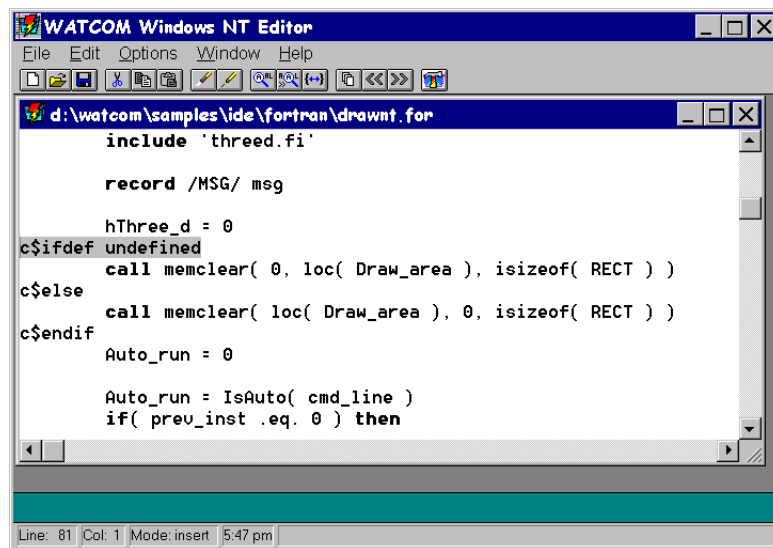 WATCOM Windows NT Editor
File Edit Options Window Help
d:\watcom\samples\ide\fortran\drawnt.for
include 'threed.fi'
record /MSG/ msg
hThree_d = 0
c$ifdef undefined
call memclear( 0, loc( Draw_area ), isizeof( RECT ) )
c$else
call memclear( loc( Draw_area ), 0, isizeof( RECT ) )
c$endif
Auto_run = 0
Auto_run = IsAuto( cmd_line )
if( prev_inst .eq. 0 ) then
Line: 81 Col: 1 Mode: insert 5:47 pm